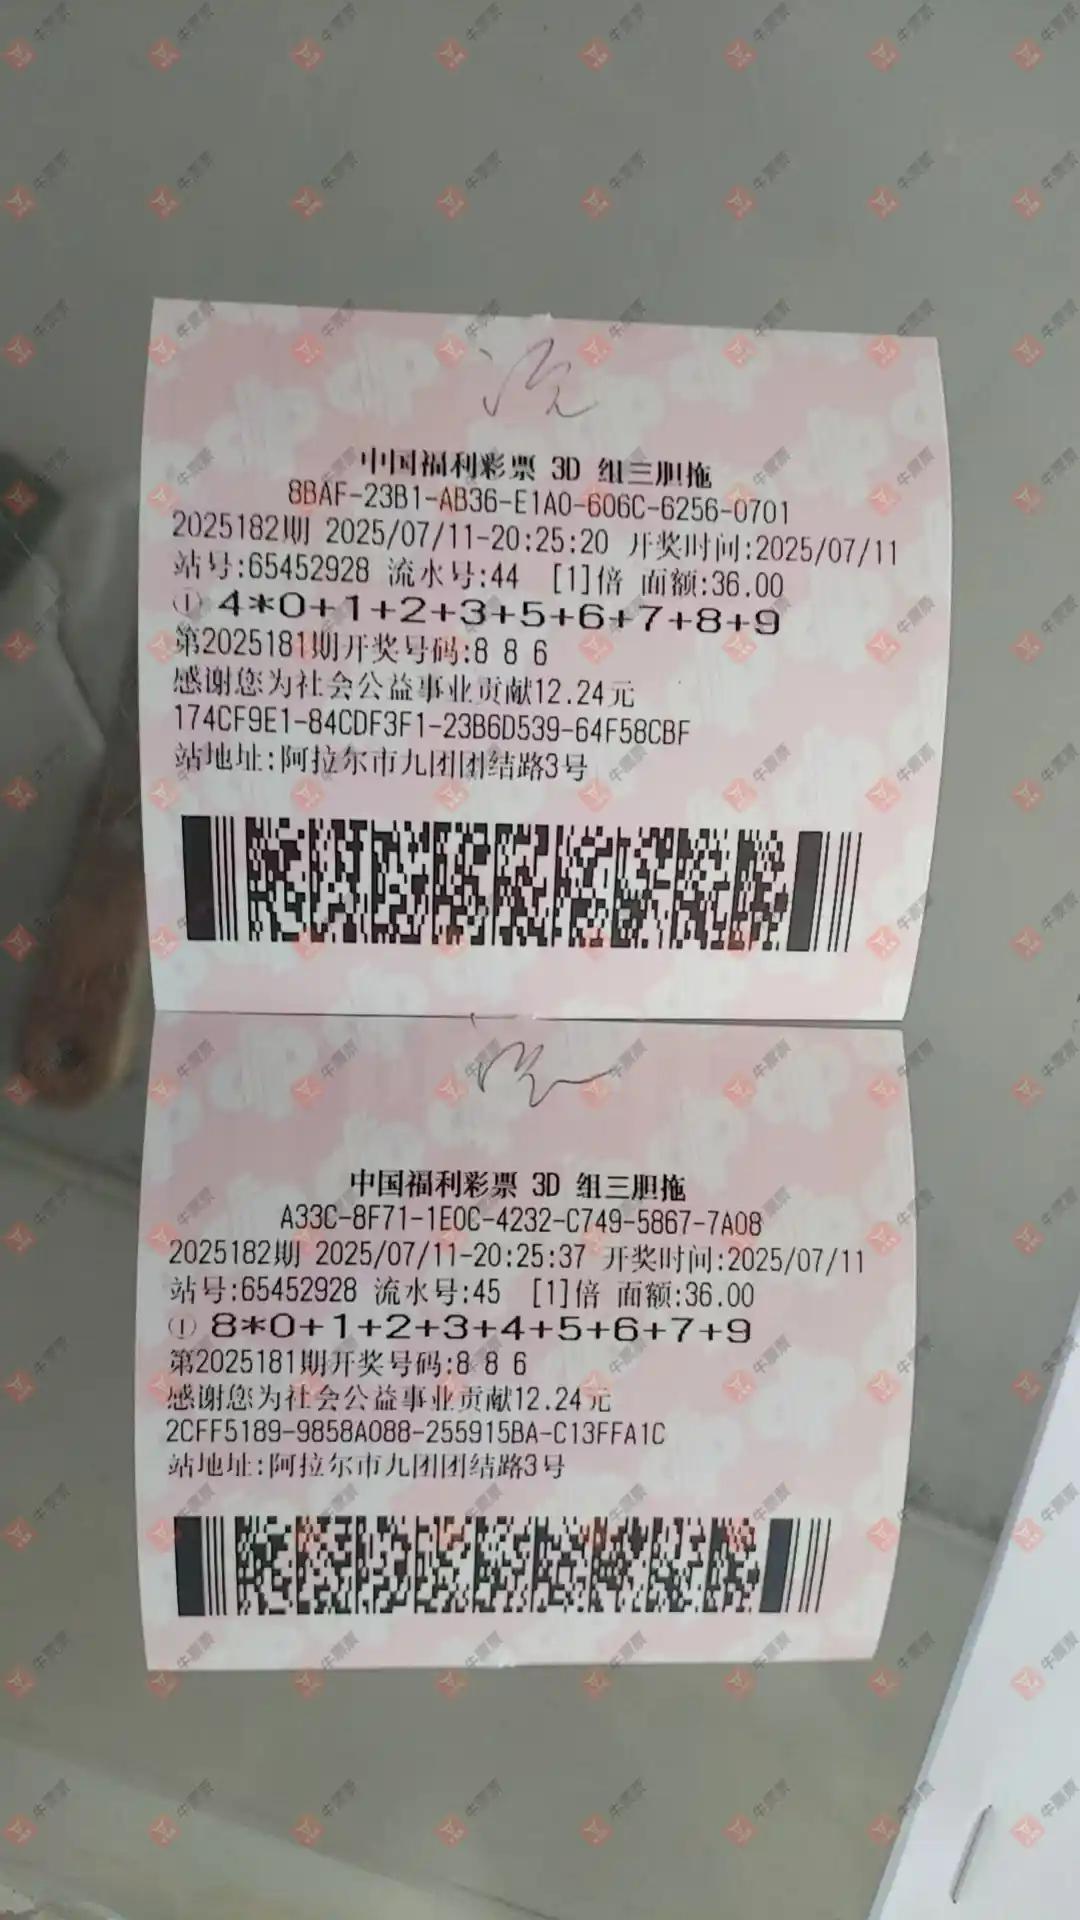 中国福利彩票 3D 组三胆拖
8BAF-23B1-AB36-E1A0-606C-6256-0701
2025182期 2025/07/11-20:25:20 开奖时间:2025/07/11
站号:65452928 流水号:44 [1]倍 面额:36.00
① 4*0+1+2+3+5+6+7+8+9
第2025181期开奖号码:8 8 6
感谢您为社会公益事业贡献12.24元
174CF9E1-84CDF3F1-23B6D539-64F58CBF
站地址:阿拉尔市九团团结路3号
中国福利彩票 3D 组三胆拖
A33C-8F71-1E0C-4232-C749-5867-7A08
2025182期 2025/07/11-20:25:37 开奖时间:2025/07/11
站号:65452928 流水号:45 [1]倍 面额:36.00
① 8*0+1+2+3+4+5+6+7+9
第2025181期开奖号码:8 8 6
感谢您为社会公益事业贡献12.24元
2CFF5189-9858A088-255915BA-C13FFA1C
站地址:阿拉尔市九团团结路3号